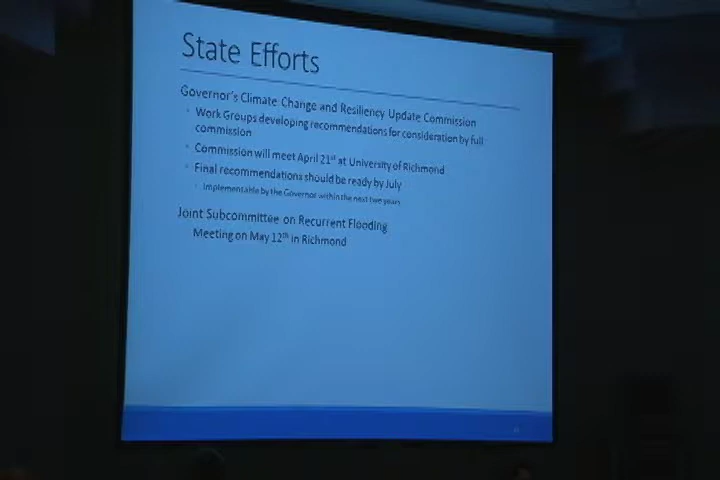 State Efforts
Governor's Climate Change and Resiliency Update Commission
Work Groups developing recommendations for consideration by full
commission
Commission will meet April 21st at University of Richmond
Final recommendations should be ready by July
Implementable by the Governor within the next two years
Joint Subcommittee on Recurrent Flooding
Meeting on May 12th in Richmond